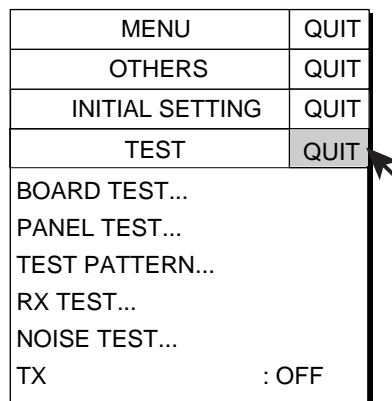 MENU QUIT
OTHERS QUIT
INITIAL SETTING QUIT
TEST QUIT
BOARD TEST...
PANEL TEST...
TEST PATTERN...
RX TEST...
NOISE TEST...
TX : OFF